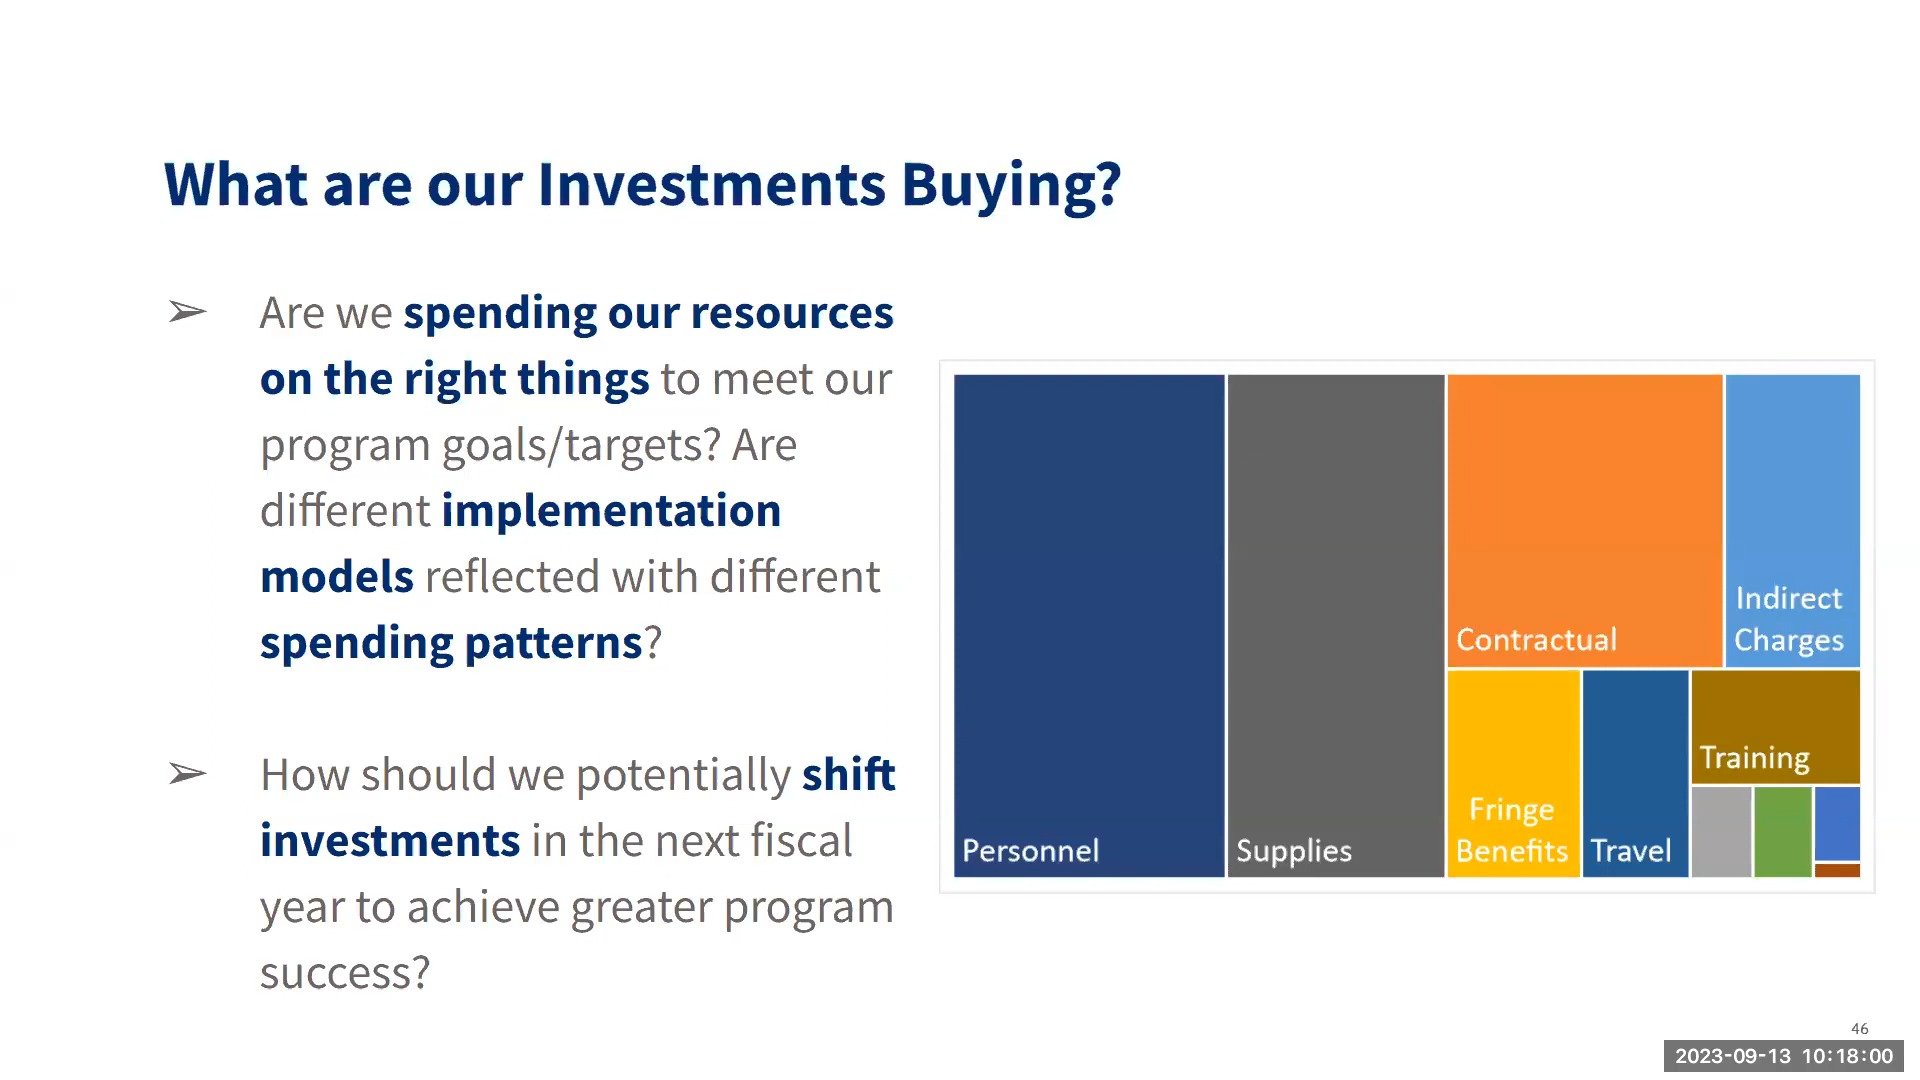 What are our Investments Buying?
➢ Are we spending our resources
on the right things to meet our
program goals/targets? Are
different implementation
models reflected with different
spending patterns?
➢ How should we potentially shift
investments in the next fiscal
year to achieve greater program
success?
Personnel
Supplies
Contractual
Indirect
Charges
Fringe
Benefits
Travel
Training
46
2023-09-13 10:18:00